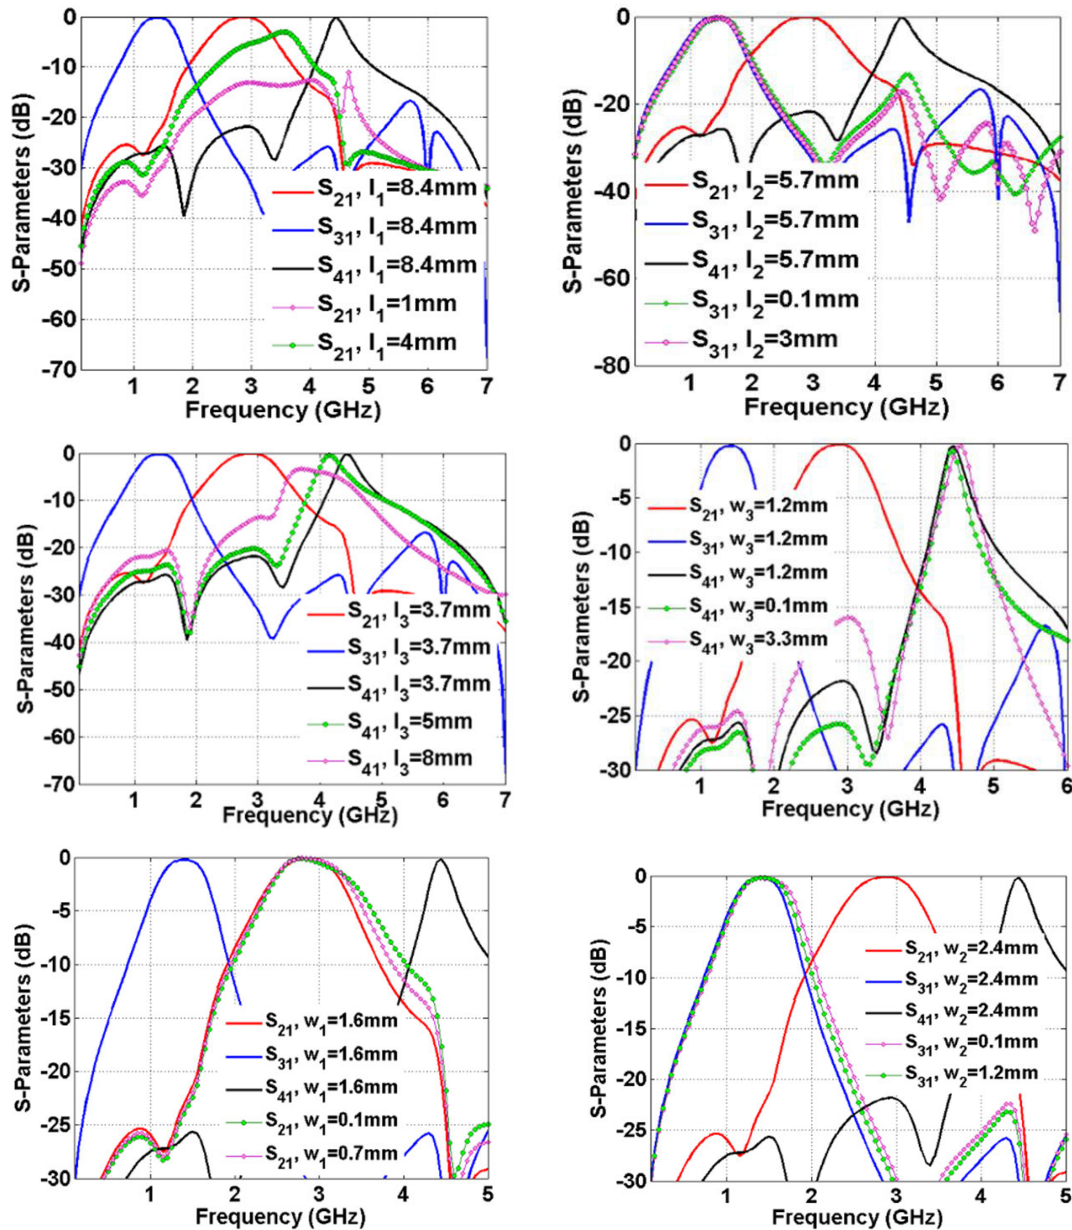 0
-10
-20
-30
-40
-50
-60
-70
S-Parameters (dB)
S21, l1=8.4mm
S31, l1=8.4mm
S41, l1=8.4mm
S21, l1=1mm
S21, l1=4mm
1 2 3 4 5 6 7
Frequency (GHz)
0
-20
-40
-60
-80
S-Parameters (dB)
S21, l2=5.7mm
S31, l2=5.7mm
S41, l2=5.7mm
S31, l2=0.1mm
S31, l2=3mm
1 2 3 4 5 6 7
Frequency (GHz)
0
-10
-20
-30
-40
-50
-60
-70
S-Parameters (dB)
S21, l3=3.7mm
S31, l3=3.7mm
S41, l3=3.7mm
S41, l3=5mm
S41, l3=8mm
1 2 3 4 5 6 7
Frequency (GHz)
0
-5
-10
-15
-20
-25
-30
S-Parameters (dB)
S21, w3=1.2mm
S31, w3=1.2mm
S41, w3=1.2mm
S41, w3=0.1mm
S41, w3=3.3mm
1 2 3 4 5 6
Frequency (GHz)
0
-5
-10
-15
-20
-25
-30
S-Parameters (dB)
S21, w1=1.6mm
S31, w1=1.6mm
S41, w1=1.6mm
S21, w1=0.1mm
S21, w1=0.7mm
1 2 3 4 5
Frequency (GHz)
0
-5
-10
-15
-20
-25
-30
S-Parameters (dB)
S21, w2=2.4mm
S31, w2=2.4mm
S41, w2=2.4mm
S31, w2=0.1mm
S31, w2=1.2mm
1 2 3 4 5
Frequency (GHz)